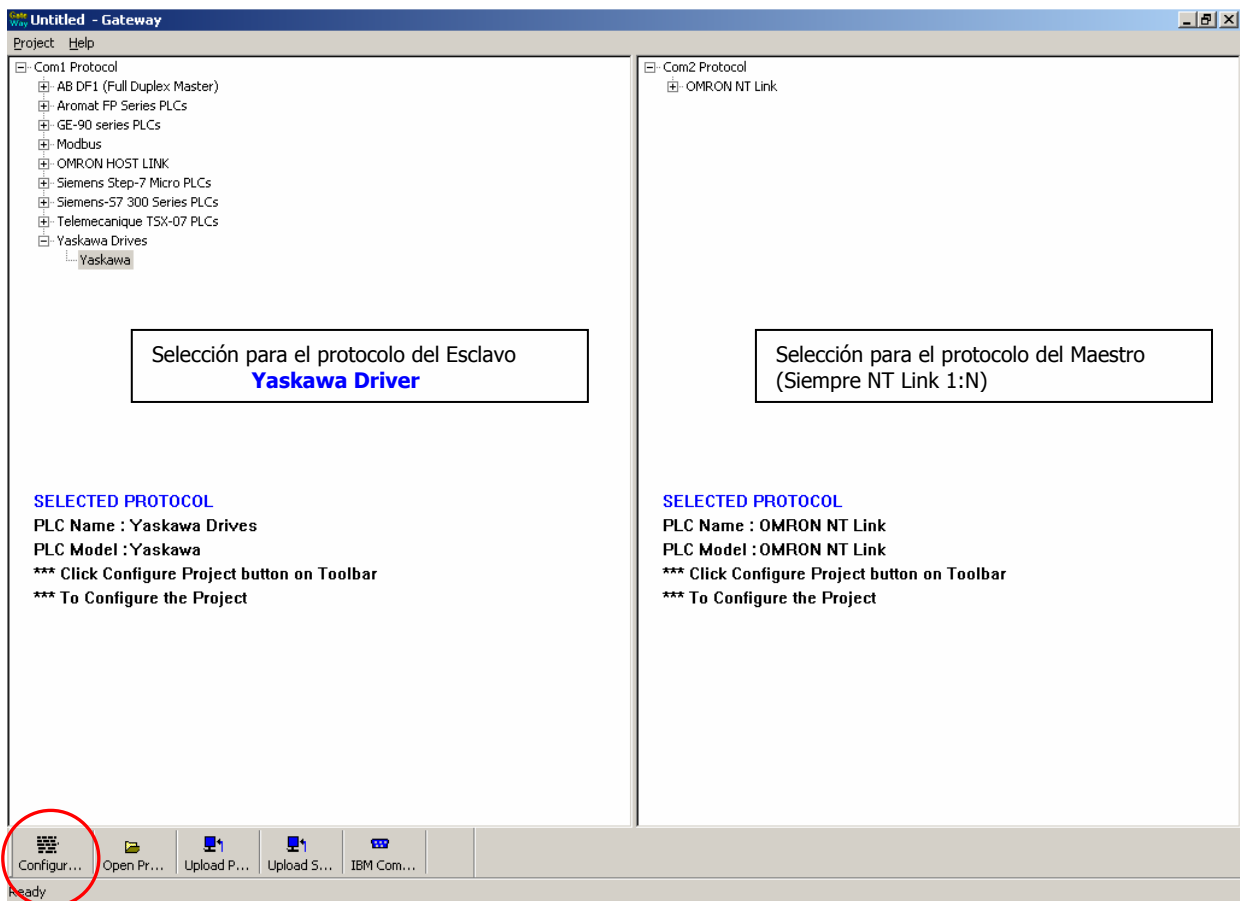 Gate Way Untitled - Gateway
Project Help
Com1 Protocol
AB DF1 (Full Duplex Master)
Aromat FP Series PLCs
GE-90 series PLCs
Modbus
OMRON HOST LINK
Siemens Step-7 Micro PLCs
Siemens-S7 300 Series PLCs
Telemecanique TSX-07 PLCs
Yaskawa Drives
Yaskawa
Selección para el protocolo del Esclavo
Yaskawa Driver
SELECTED PROTOCOL
PLC Name : Yaskawa Drives
PLC Model : Yaskawa
*** Click Configure Project button on Toolbar
*** To Configure the Project
Com2 Protocol
OMRON NT Link
Selección para el protocolo del Maestro
(Siempre NT Link 1:N)
SELECTED PROTOCOL
PLC Name : OMRON NT Link
PLC Model : OMRON NT Link
*** Click Configure Project button on Toolbar
*** To Configure the Project
Configur... Open Pr... Upload P... Upload S... IBM Com...
Ready